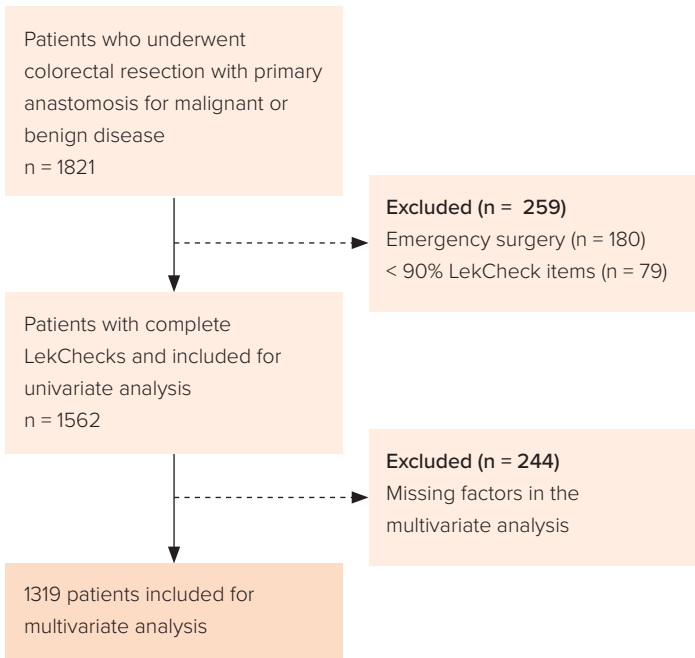 Patients who underwent
colorectal resection with primary
anastomosis for malignant or
benign disease
n = 1821
Excluded (n = 259)
Emergency surgery (n = 180)
< 90% LekCheck items (n = 79)
Patients with complete
LekChecks and included for
univariate analysis
n = 1562
Excluded (n = 244)
Missing factors in the
multivariate analysis
1319 patients included for
multivariate analysis